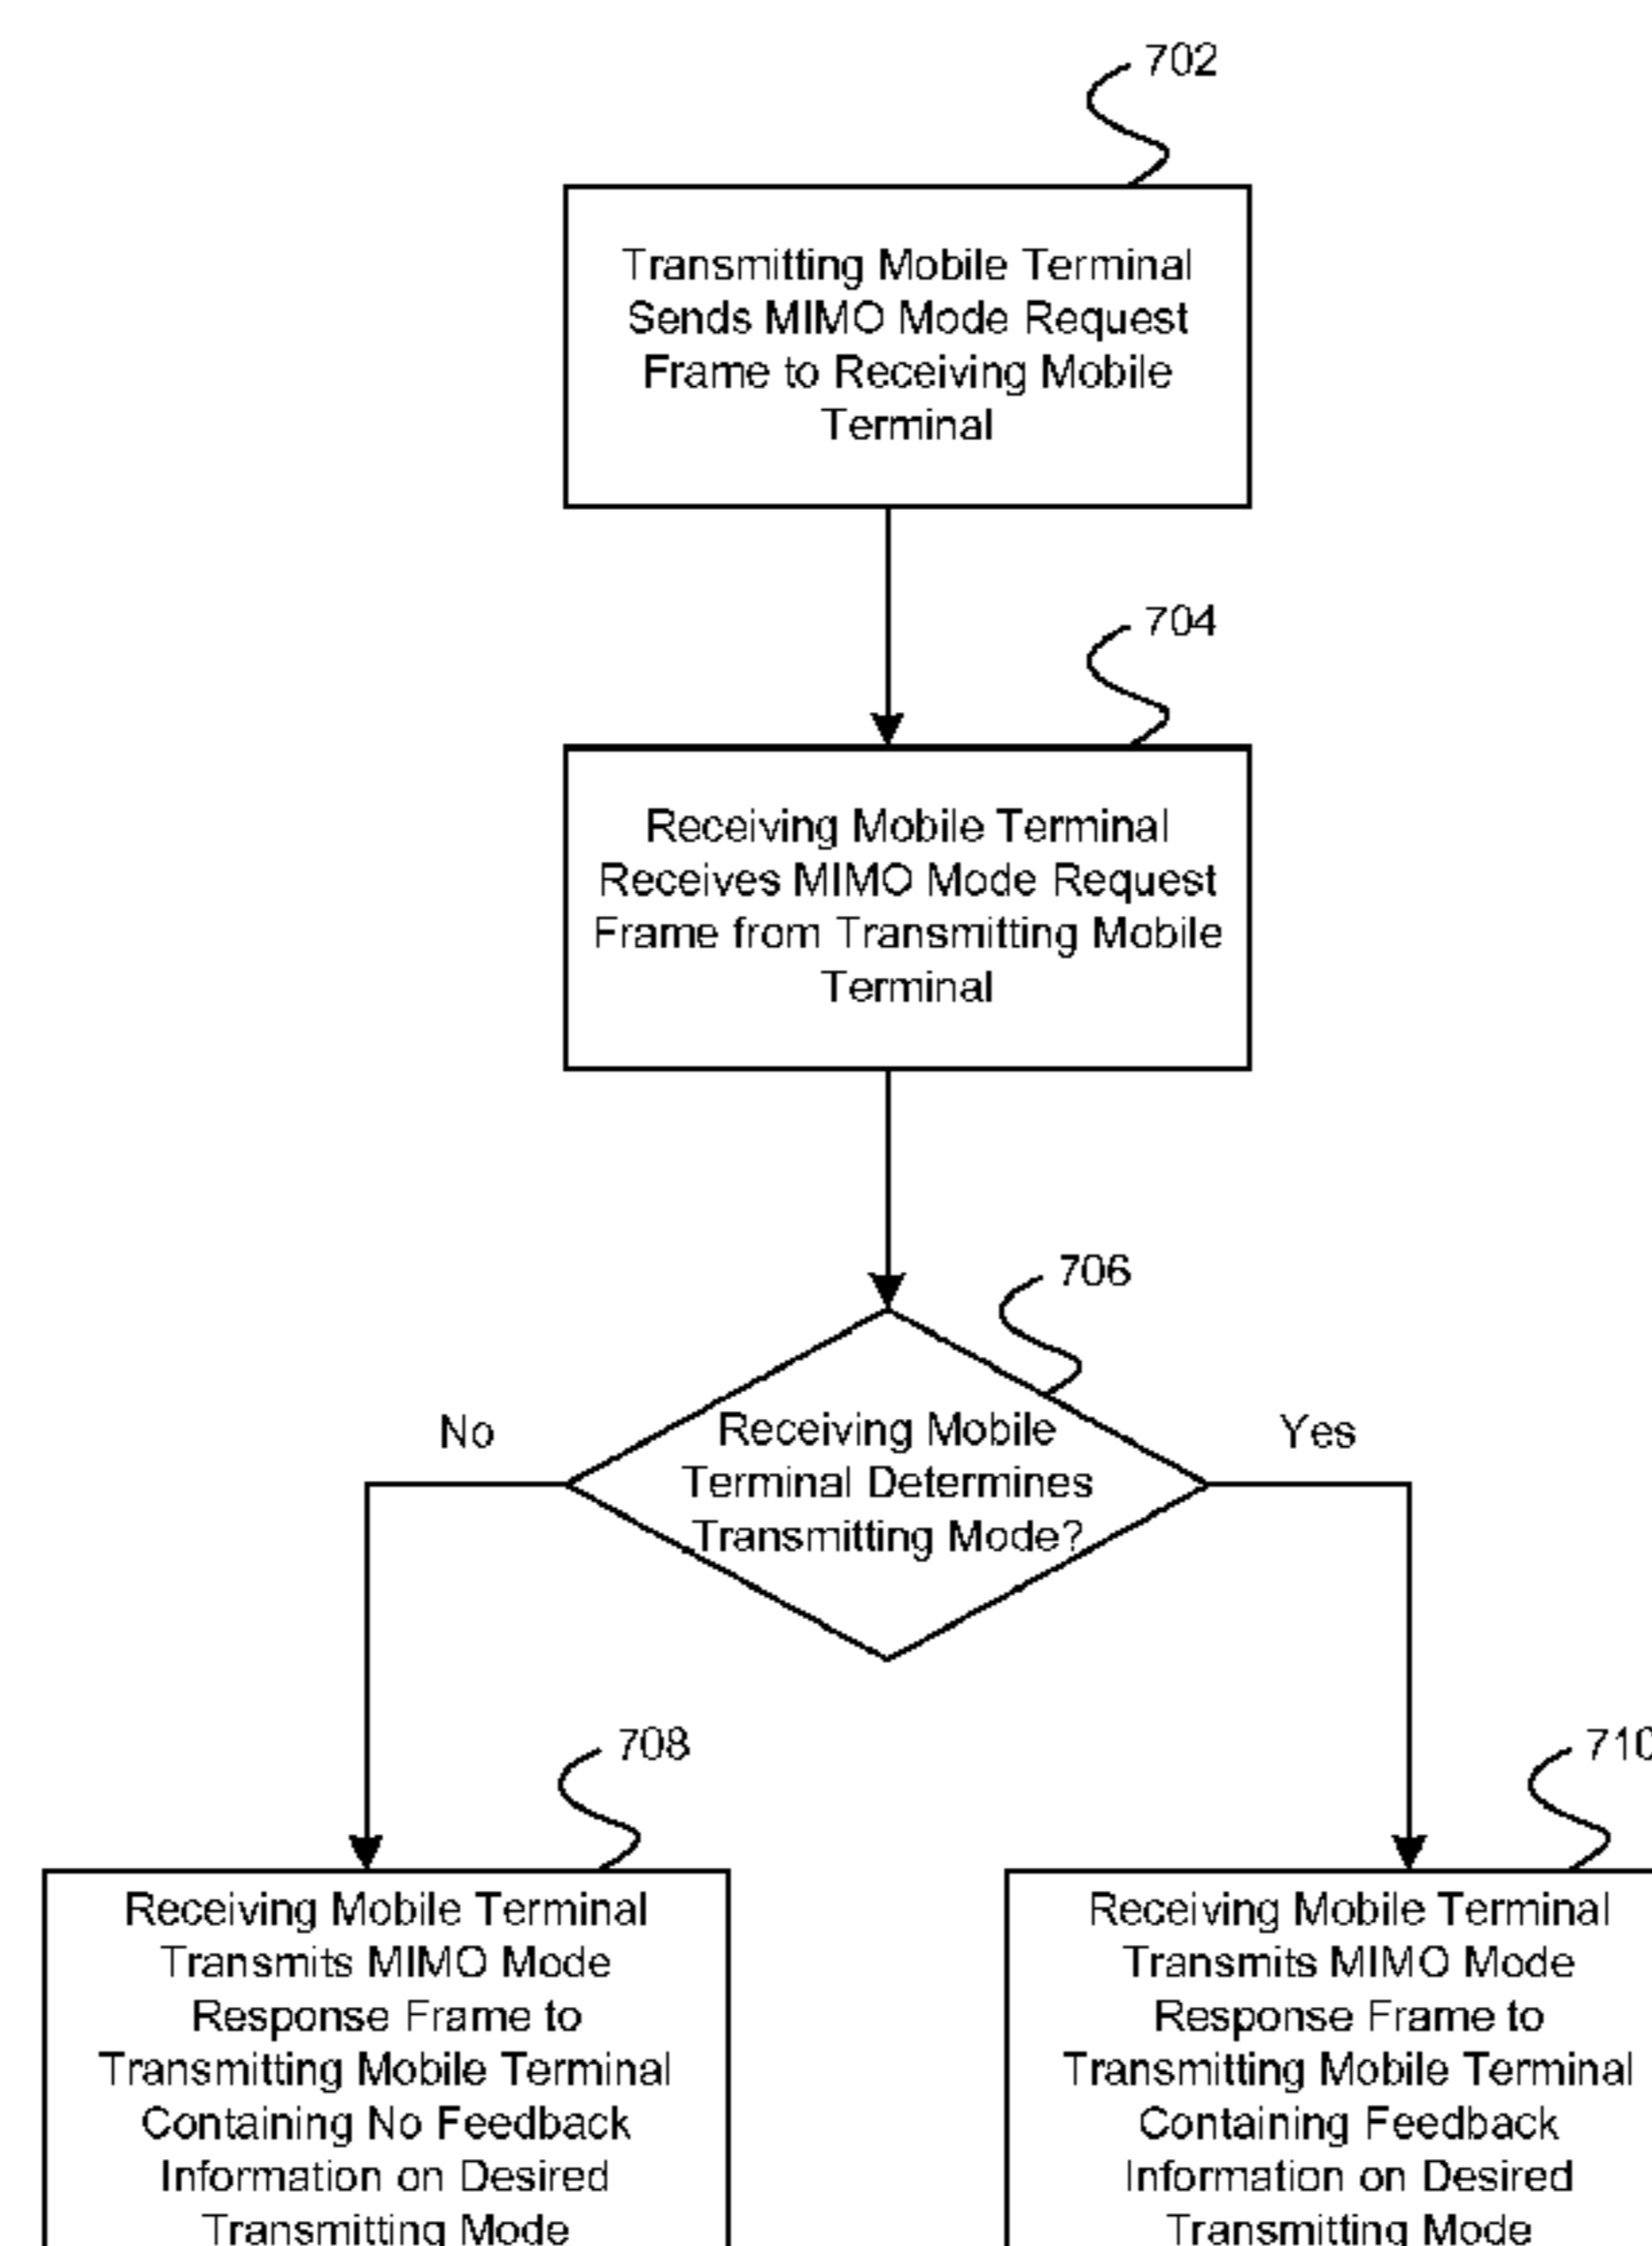 702
Transmitting Mobile Terminal
Sends MIMO Mode Request
Frame to Receiving Mobile
Terminal
704
Receiving Mobile Terminal
Receives MIMO Mode Request
Frame from Transmitting Mobile
Terminal
706
No
Receiving Mobile
Terminal Determines
Transmitting Mode?
Yes
708
Receiving Mobile Terminal
Transmits MIMO Mode
Response Frame to
Transmitting Mobile Terminal
Containing No Feedback
Information on Desired
Transmitting Mode
710
Receiving Mobile Terminal
Transmits MIMO Mode
Response Frame to
Transmitting Mobile Terminal
Containing Feedback
Information on Desired
Transmitting Mode